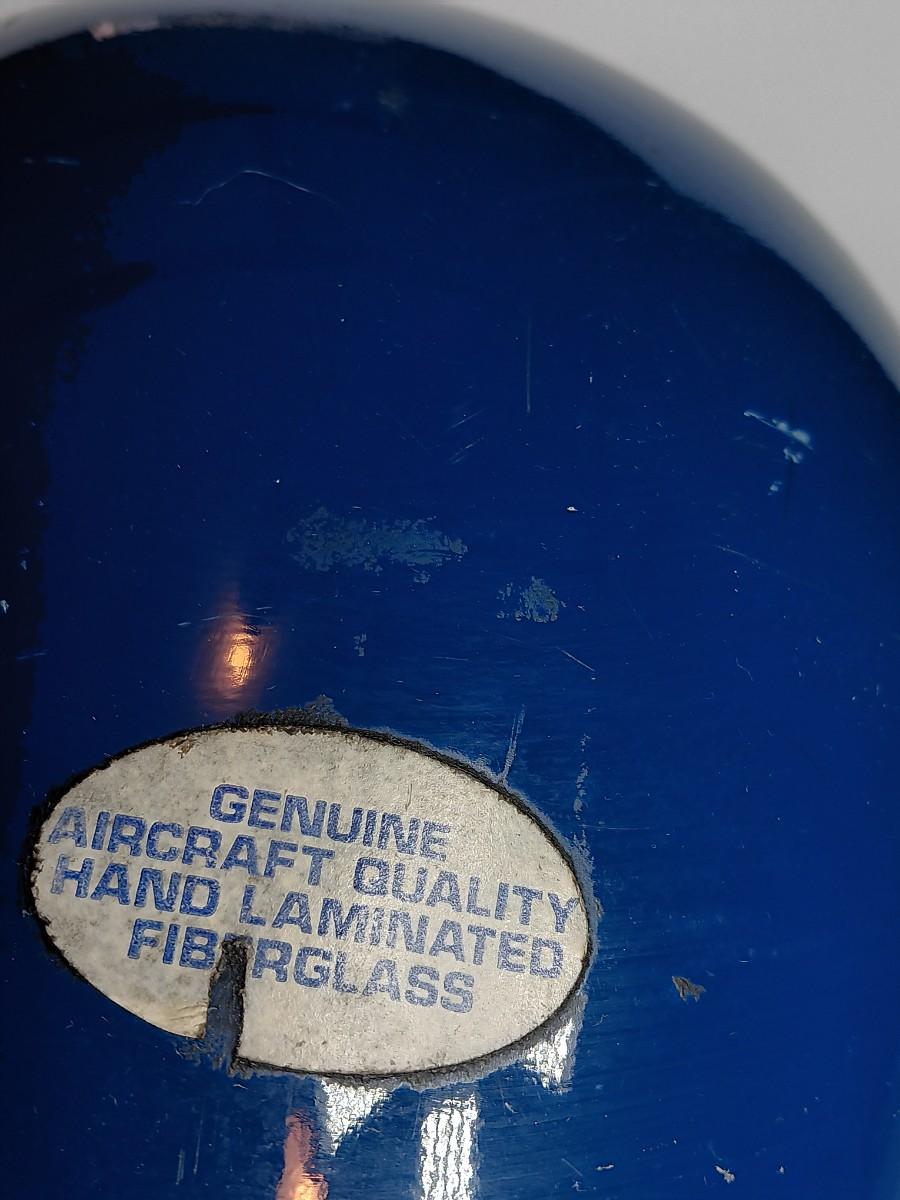 GENUINE
AIRCRAFT QUALITY
HAND LAMINATED
FIBERGLASS